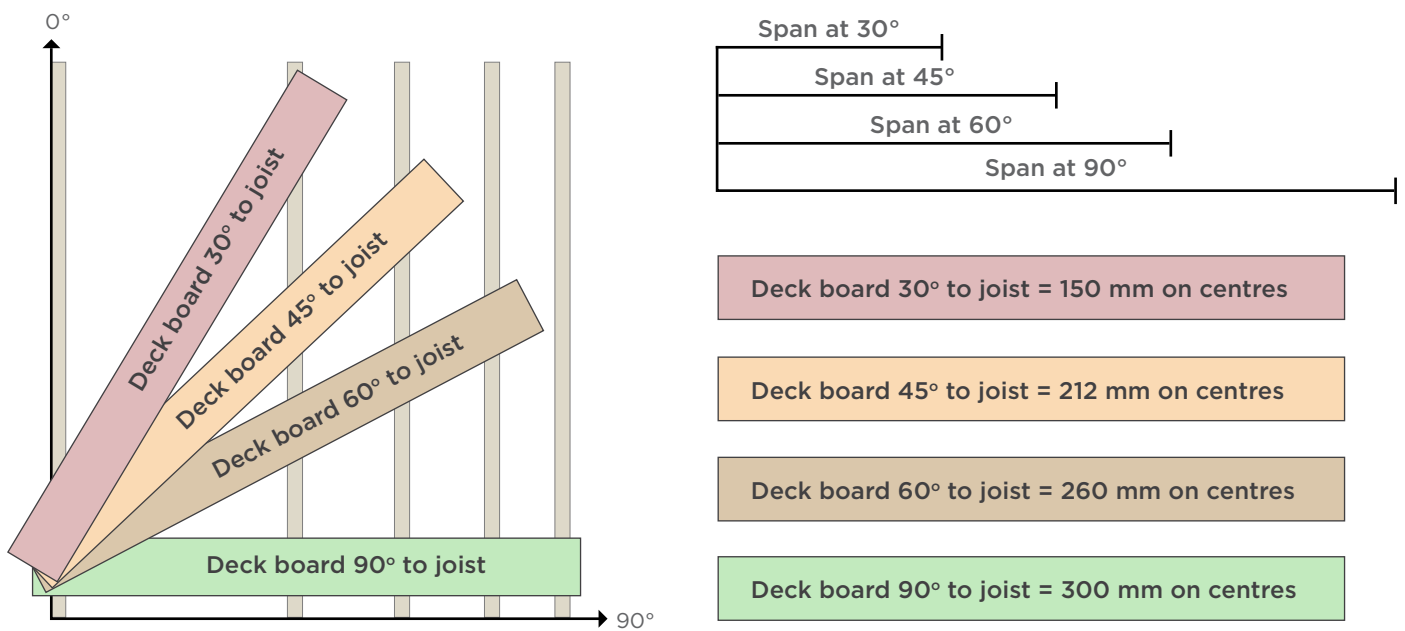 0°
Deck board 30° to joist
Deck board 45° to joist
Deck board 60° to joist
Deck board 90° to joist
90°
Span at 30°
Span at 45°
Span at 60°
Span at 90°
Deck board 30° to joist = 150 mm on centres
Deck board 45° to joist = 212 mm on centres
Deck board 60° to joist = 260 mm on centres
Deck board 90° to joist = 300 mm on centres